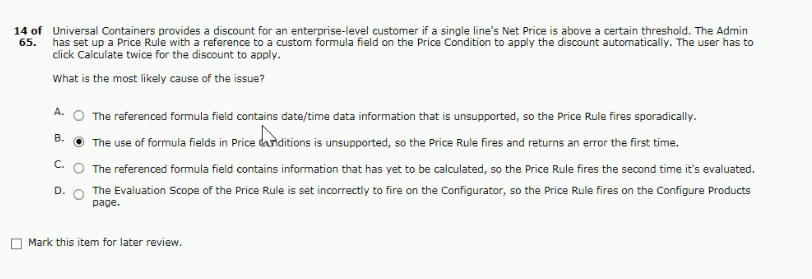 14 of Universal Containers provides a discount for an enterprise-level customer if a single line's Net Price is above a certain threshold. The Admin
65. has set up a Price Rule with a reference to a custom formula field on the Price Condition to apply the discount automatically. The user has to
click Calculate twice for the discount to apply.
What is the most likely cause of the issue?
A. The referenced formula field contains date/time data information that is unsupported, so the Price Rule fires sporadically.
B. The use of formula fields in Price Conditions is unsupported, so the Price Rule fires and returns an error the first time.
C. The referenced formula field contains information that has yet to be calculated, so the Price Rule fires the second time it's evaluated.
D. The Evaluation Scope of the Price Rule is set incorrectly to fire on the Configurator, so the Price Rule fires on the Configure Products
page.
Mark this item for later review.